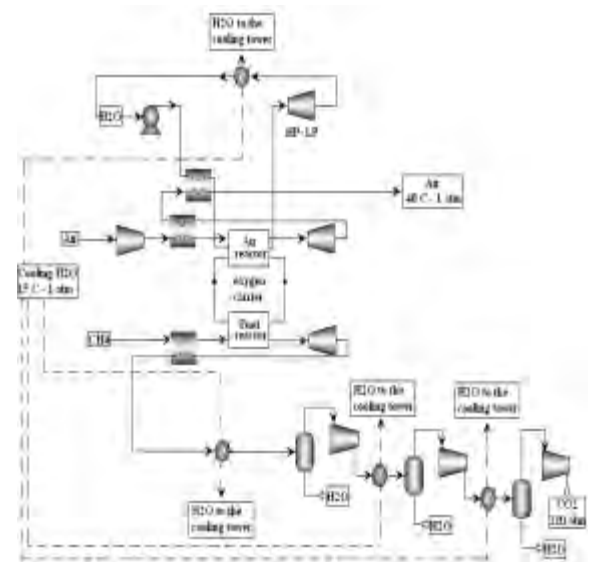 H2O to the
cooling tower
H2O
HP-LP
Air
40 C - 1 atm
Air
Air
reactor
Cooling H2O
15 C - 1 atm
oxygen
carrier
CH4
Fuel
reactor
H2O to the
cooling tower
H2O to the
cooling tower
H2O to the
cooling tower
H2O
H2O
H2O
CO2
atm